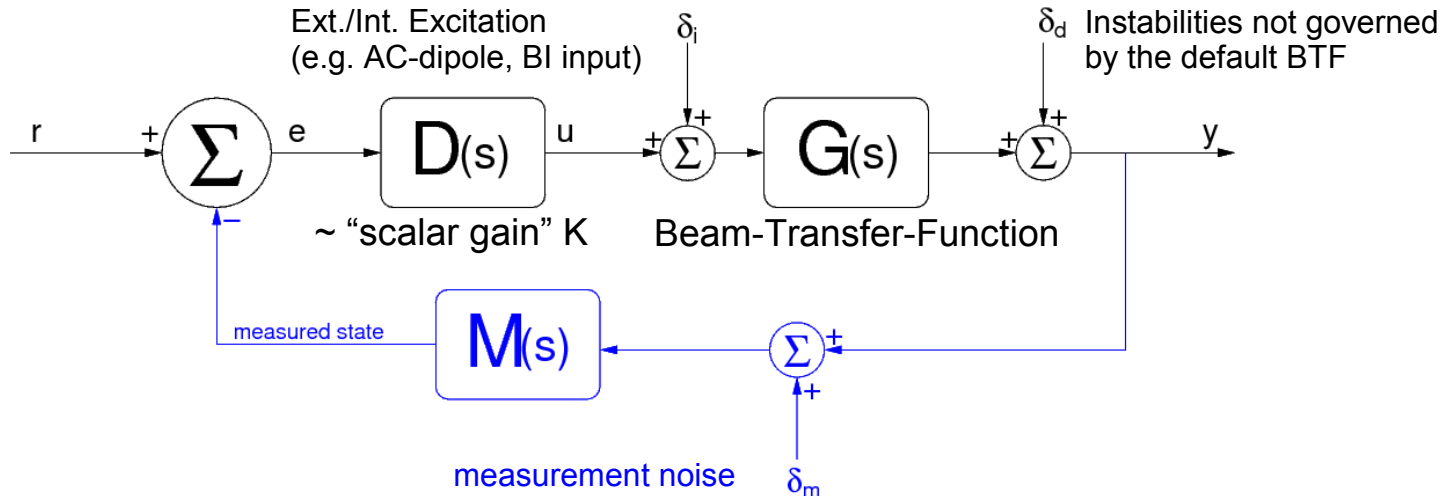 Ext./Int. Excitation
(e.g. AC-dipole, BI input)
δi
δd
Instabilities not governed
by the default BTF
r
+
Σ
e
D(s)
u
+
+
Σ
G(s)
+
+
Σ
y
−
~ “scalar gain” K
Beam-Transfer-Function
measured state
M(s)
Σ
+
+
measurement noise
δm